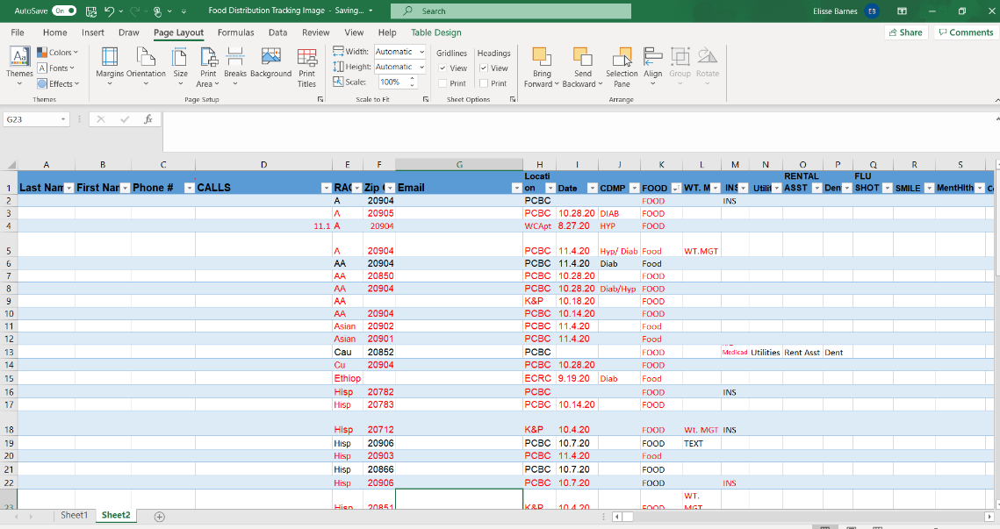 AutoSave On Food Distribution Tracking Image - Saving... Search Elisse Barnes EB
File Home Insert Draw Page Layout Formulas Data Review View Help Table Design Share Comments
Themes Colors Fonts Effects Margins Orientation Size Print Area Breaks Background Print Titles Width: Automatic Height: Automatic Scale: 100% Gridlines View Print Headings View Print Bring Forward Send Backward Selection Pane Align Group Rotate
Themes Page Setup Scale to Fit Sheet Options Arrange
G23 fx
A B C D E F G H I J K L M N O P Q R S
1 Last Nam First Nar Phone # CALLS RAC Zip Email Location Date CDMP FOOD WT. M INS Utilit RENTAL ASST Den FLU SHOT SMILE MentHlth
2 A 20904 PCBC FOOD INS
3 A 20905 PCBC 10.28.20 DIAB FOOD
4 11.1 A 20904 WCApt 8.27.20 HYP FOOD
5 A 20904 PCBC 11.4.20 Hyp/ Diab Food WT.MGT
6 AA 20904 PCBC 11.4.20 Diab Food
7 AA 20850 PCBC 10.28.20 FOOD
8 AA 20904 PCBC 10.28.20 Diab/Hyp FOOD
9 AA K&P 10.18.20 FOOD
10 AA 20904 PCBC 10.14.20 FOOD
11 Asian 20902 PCBC 11.4.20 Food
12 Asian 20901 PCBC 11.4.20 Food
13 Cau 20852 PCBC FOOD Medicad Utilities Rent Asst Dent
14 Cu 20904 PCBC 10.28.20 FOOD
15 Ethiop ECRC 9.19.20 Diab Food
16 Hisp 20782 PCBC FOOD INS
17 Hisp 20783 PCBC 10.14.20 FOOD
18 Hisp 20712 K&P 10.4.20 FOOD Wt. MGT INS
19 Hisp 20906 PCBC 10.7.20 FOOD TEXT
20 Hisp 20903 PCBC 11.4.20 Food
21 Hisp 20866 PCBC 10.7.20 FOOD
22 Hisp 20906 PCBC 10.7.20 FOOD INS
23 Hisp 20851 K&P 10.4.20 FOOD WT. MGT
Sheet1 Sheet2